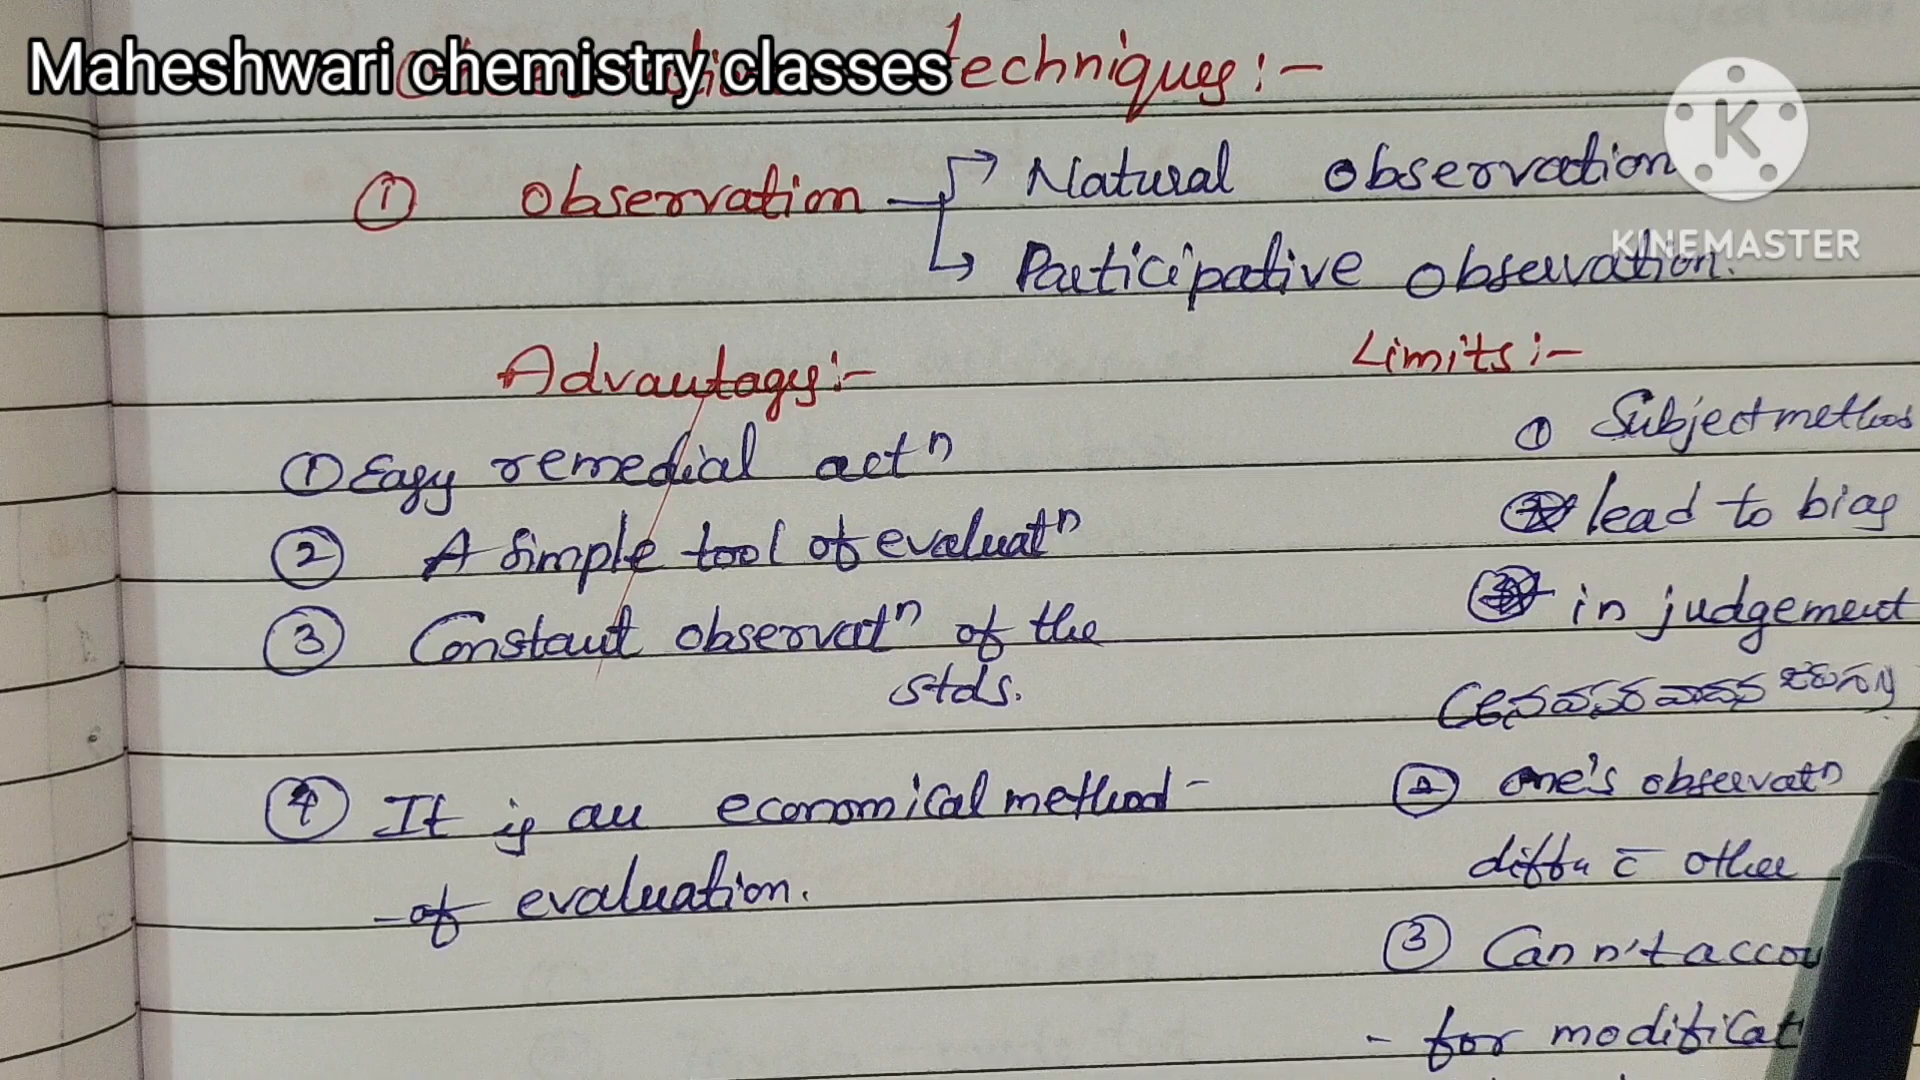 Maheshwari chemistry classes
techniques :-
① observation → Natural observation
→ Participative observation.
KINEMASTER
Advantages :-
① Easy remedial actⁿ
② A simple tool of evaluatⁿ
③ Constant observatⁿ of the
stds.
④ It is an economical method -
- of evaluation.
Limits :-
① Subject method
lead to bias
in judgement
② one's observatⁿ
differ c̄ other
③ Can n't accou
- for modificat